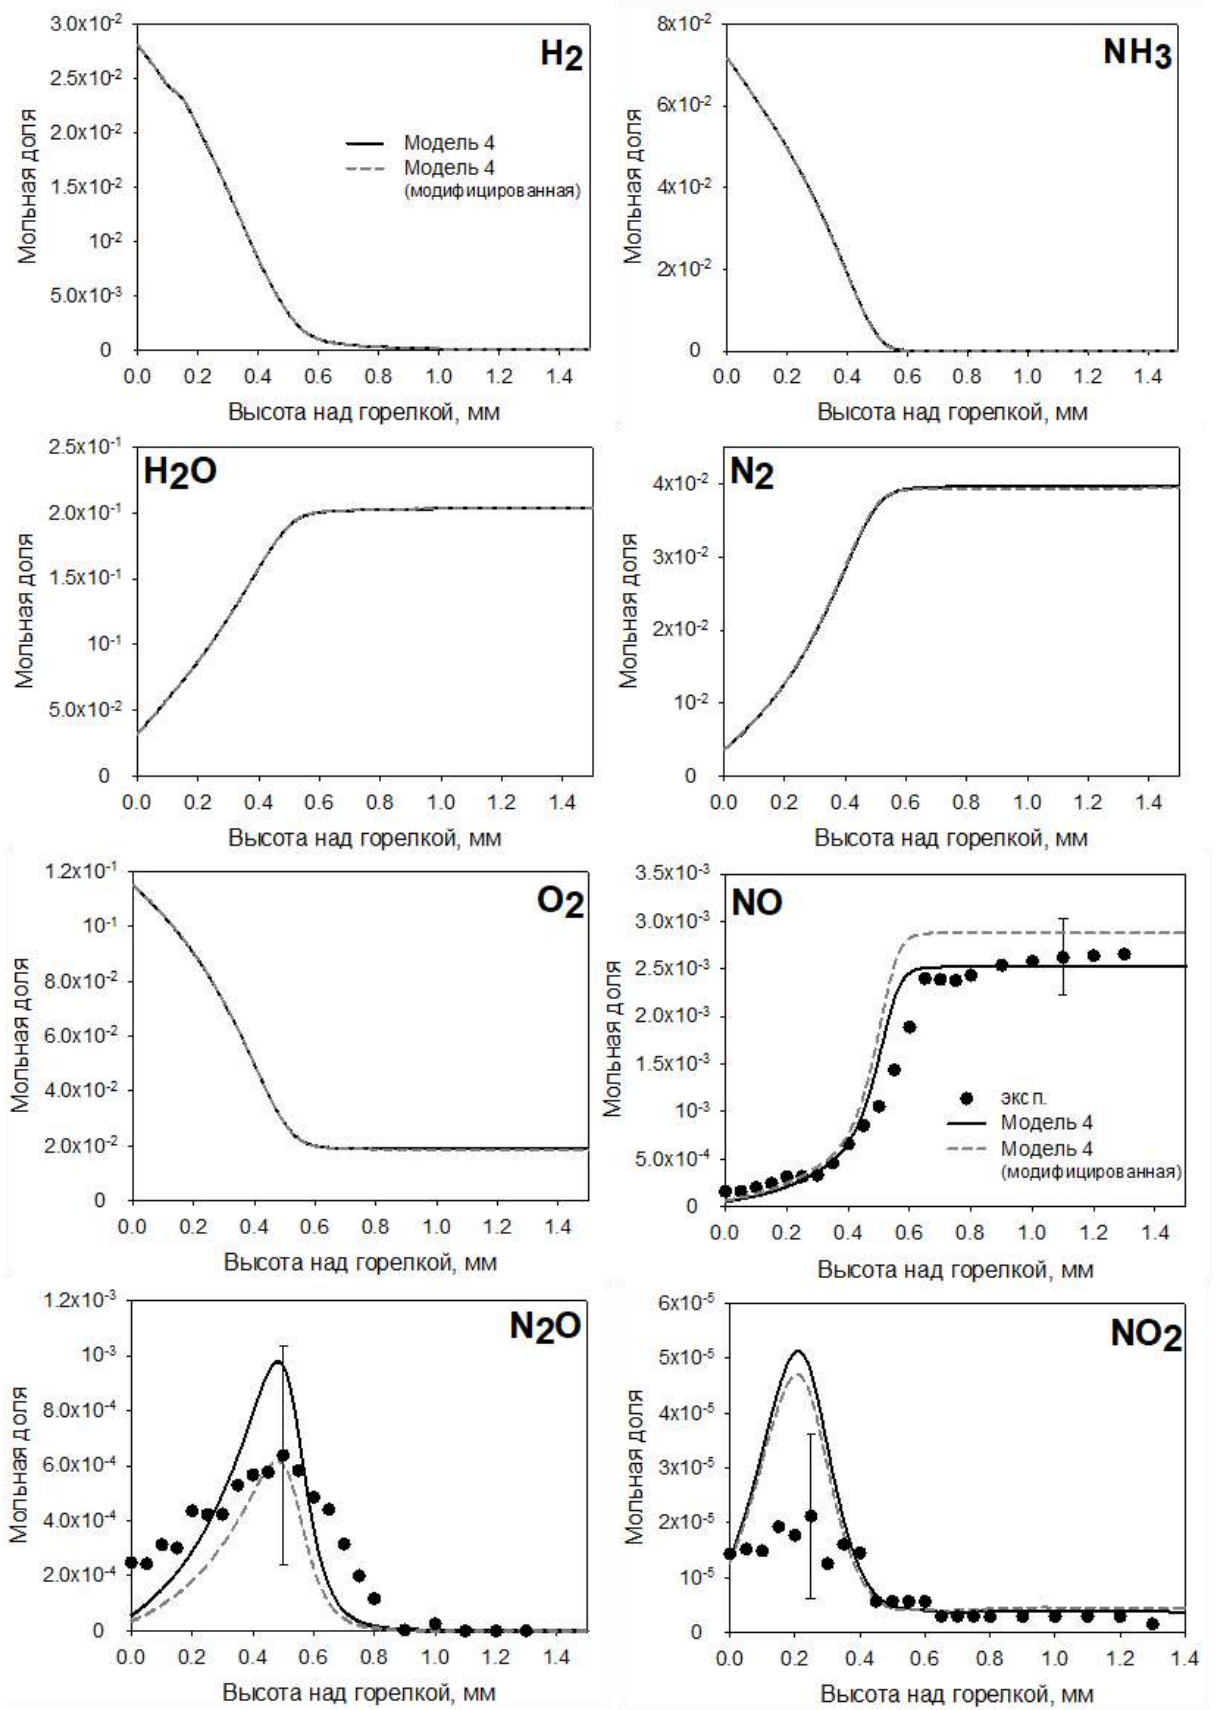 3.0x10-2
2.5x10-2
2.0x10-2
1.5x10-2
10-2
5.0x10-3
0
H2
Модель 4
Модель 4
(модифицированная)
Мольная доля
0.0 0.2 0.4 0.6 0.8 1.0 1.2 1.4
Высота над горелкой, мм
8x10-2
6x10-2
4x10-2
2x10-2
0
NH3
Мольная доля
0.0 0.2 0.4 0.6 0.8 1.0 1.2 1.4
Высота над горелкой, мм
2.5x10-1
2.0x10-1
1.5x10-1
10-1
5.0x10-2
0
H2O
Мольная доля
0.0 0.2 0.4 0.6 0.8 1.0 1.2 1.4
Высота над горелкой, мм
4x10-2
3x10-2
2x10-2
10-2
0
N2
Мольная доля
0.0 0.2 0.4 0.6 0.8 1.0 1.2 1.4
Высота над горелкой, мм
1.2x10-1
10-1
8.0x10-2
6.0x10-2
4.0x10-2
2.0x10-2
0
O2
Мольная доля
0.0 0.2 0.4 0.6 0.8 1.0 1.2 1.4
Высота над горелкой, мм
3.5x10-3
3.0x10-3
2.5x10-3
2.0x10-3
1.5x10-3
10-3
5.0x10-4
0
NO
эксп.
Модель 4
Модель 4
(модифицированная)
Мольная доля
0.0 0.2 0.4 0.6 0.8 1.0 1.2 1.4
Высота над горелкой, мм
1.2x10-3
10-3
8.0x10-4
6.0x10-4
4.0x10-4
2.0x10-4
0
N2O
Мольная доля
0.0 0.2 0.4 0.6 0.8 1.0 1.2 1.4
Высота над горелкой, мм
6x10-5
5x10-5
4x10-5
3x10-5
2x10-5
10-5
0
NO2
Мольная доля
0.0 0.2 0.4 0.6 0.8 1.0 1.2 1.4
Высота над горелкой, мм